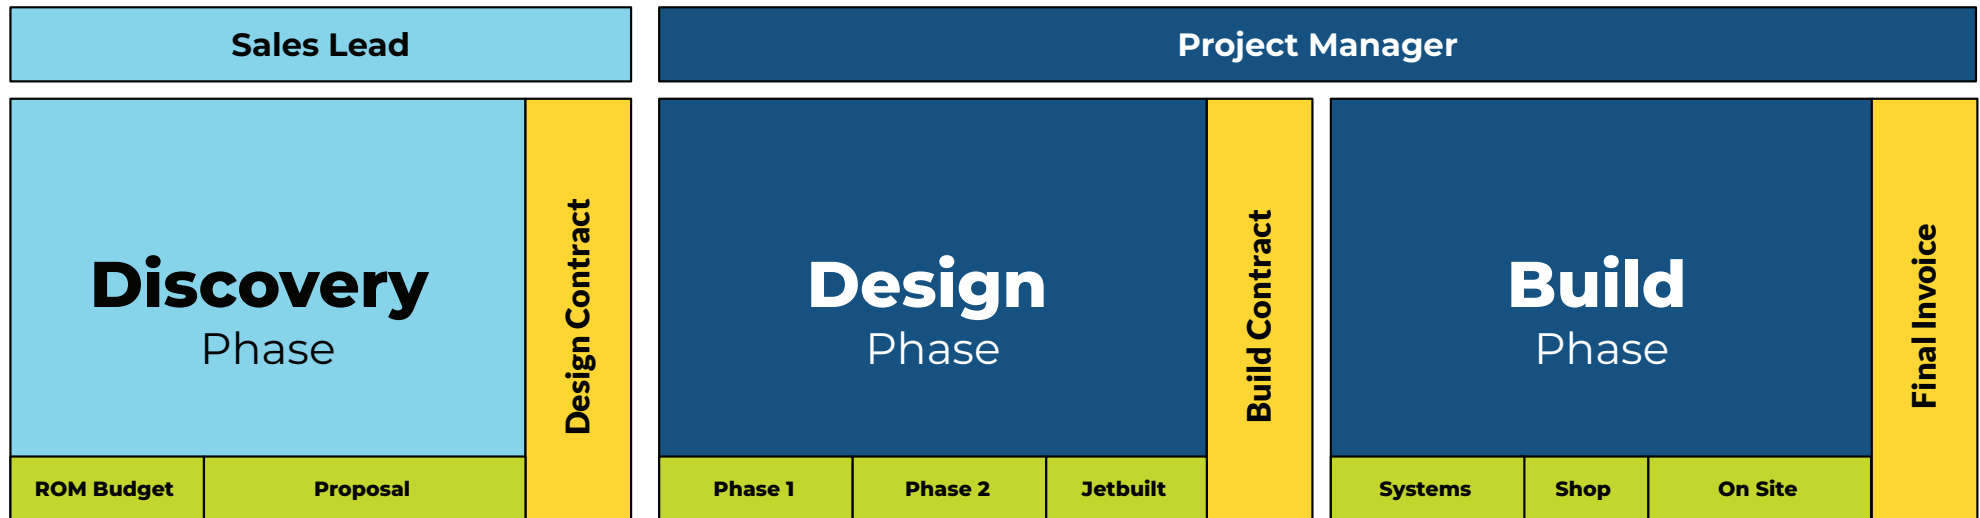 Sales Lead
Project Manager
Discovery
Phase
Design Contract
Design
Phase
Build Contract
Build
Phase
Final Invoice
ROM Budget
Proposal
Phase 1
Phase 2
Jetbuilt
Systems
Shop
On Site